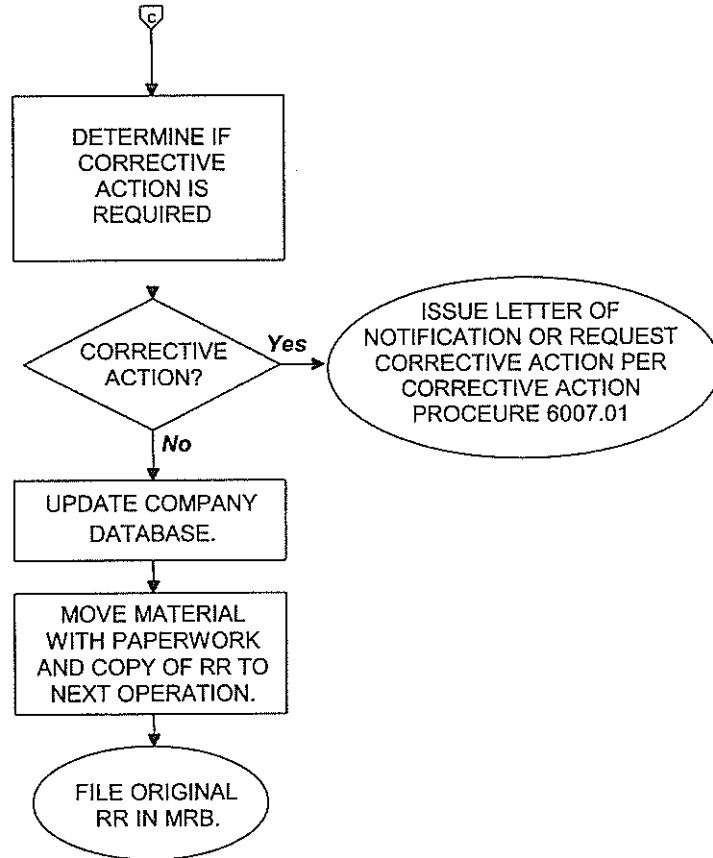 C
DETERMINE IF
CORRECTIVE
ACTION IS
REQUIRED
CORRECTIVE
ACTION?
Yes
ISSUE LETTER OF
NOTIFICATION OR REQUEST
CORRECTIVE ACTION PER
CORRECTIVE ACTION
PROCEURE 6007.01
No
UPDATE COMPANY
DATABASE.
MOVE MATERIAL
WITH PAPERWORK
AND COPY OF RR TO
NEXT OPERATION.
FILE ORIGINAL
RR IN MRB.